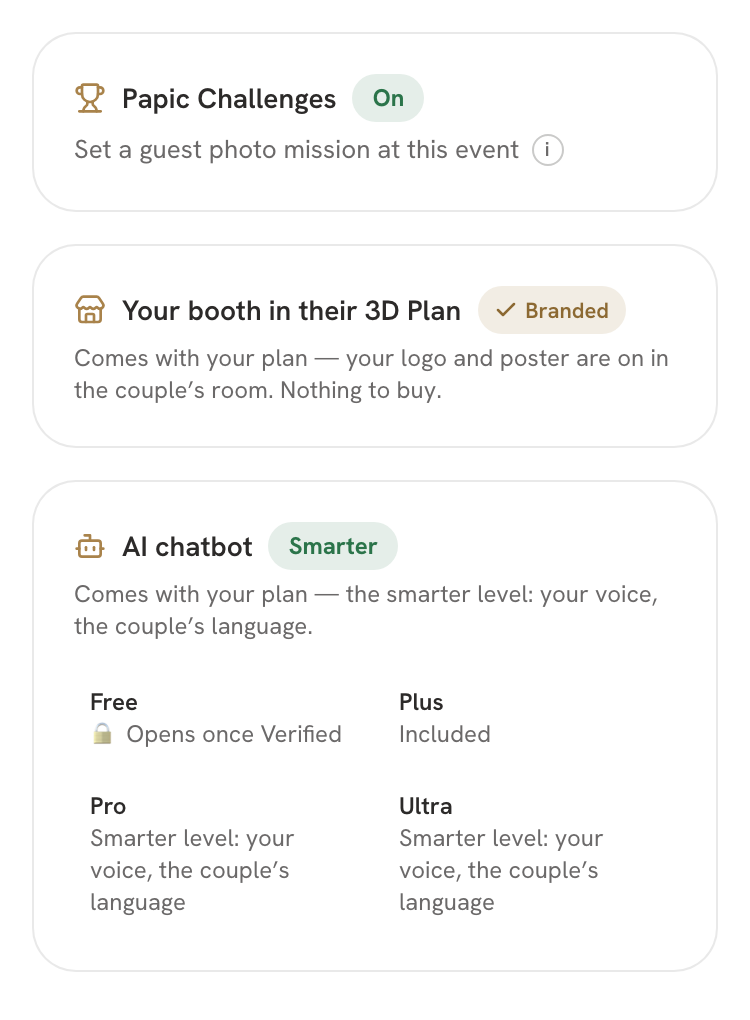 Papic Challenges On
Set a guest photo mission at this event i
Your booth in their 3D Plan Branded
Comes with your plan — your logo and poster are on in
the couple’s room. Nothing to buy.
AI chatbot Smarter
Comes with your plan — the smarter level: your voice,
the couple’s language.
Free
Opens once Verified
Plus
Included
Pro
Smarter level: your
voice, the couple’s
language
Ultra
Smarter level: your
voice, the couple’s
language